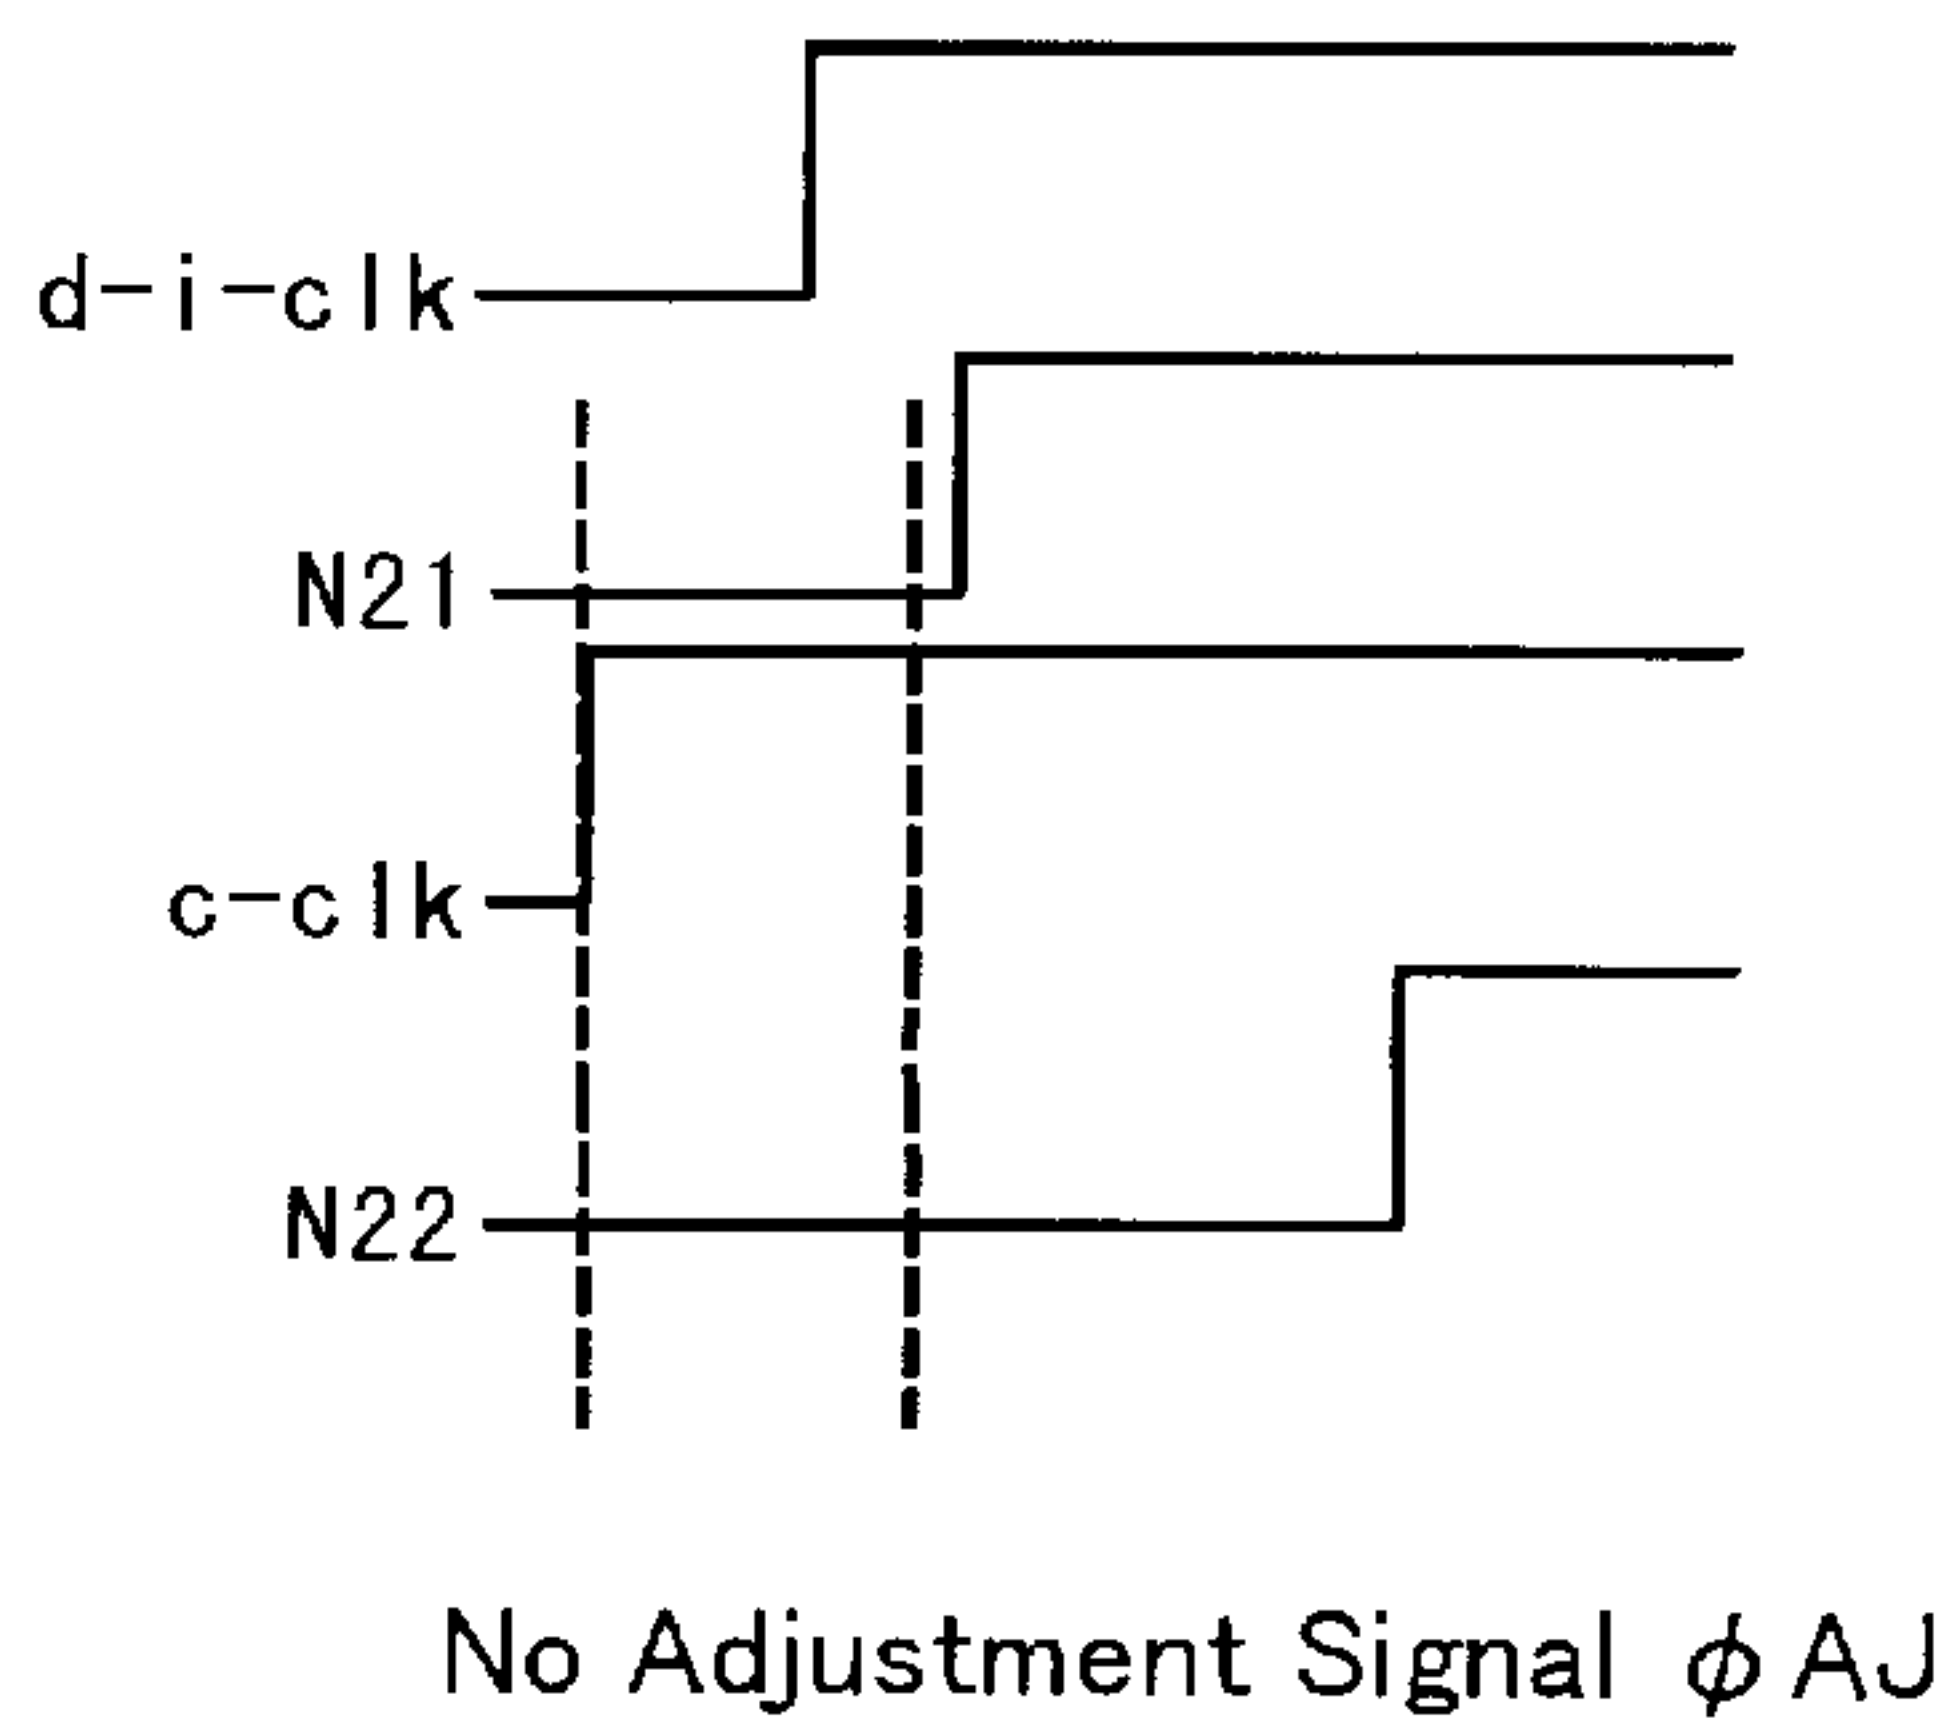 d-i-clk
N21
c-clk
N22
No Adjustment Signal ϕAJ